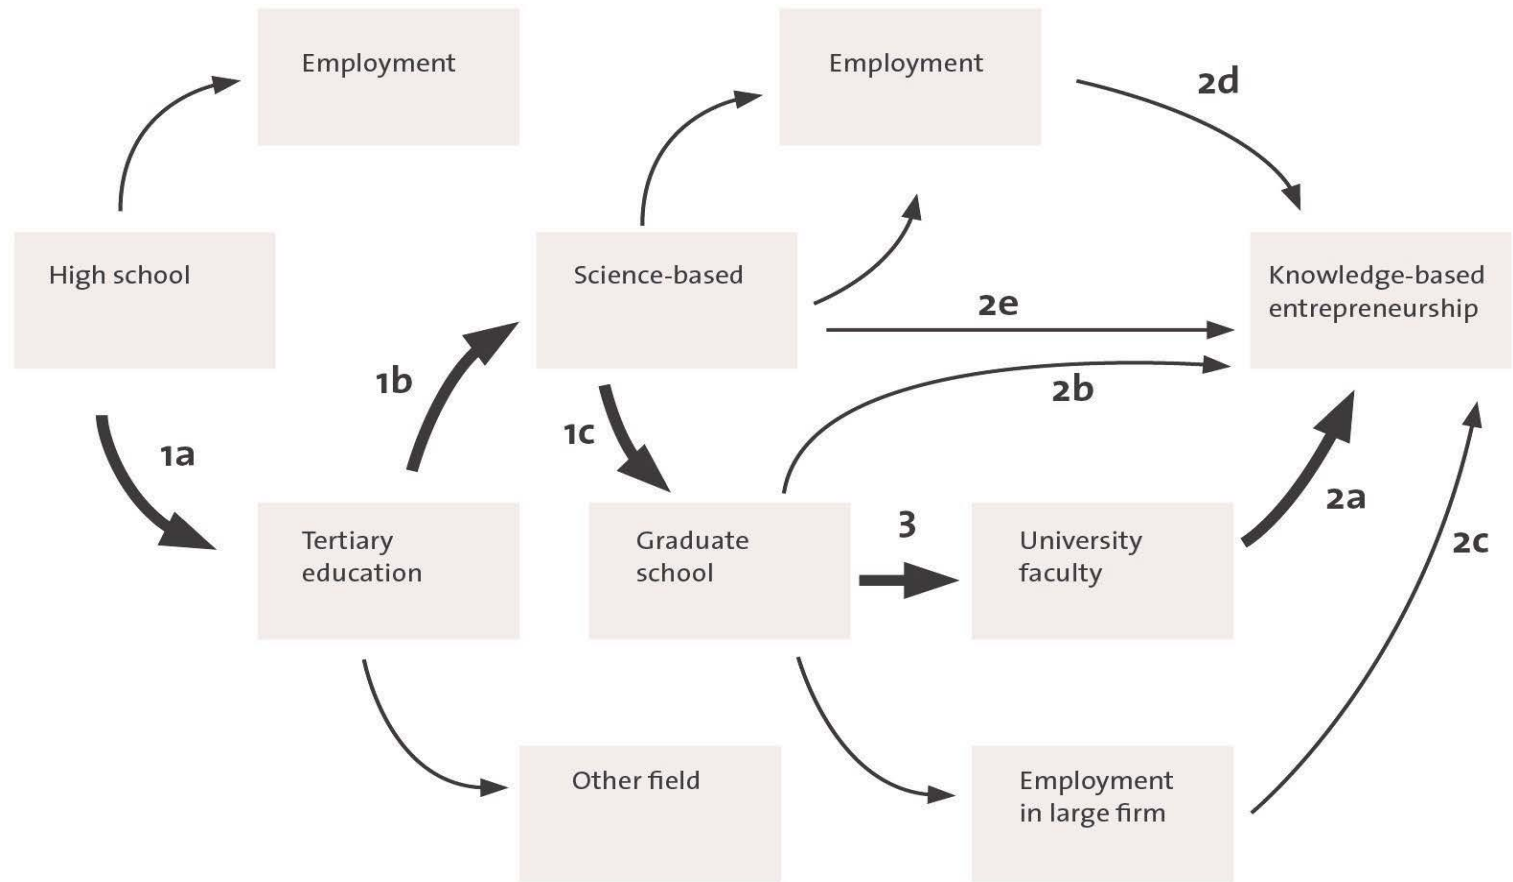 Employment
Employment
2d
High school
Science-based
Knowledge-based
entrepreneurship
2e
1b
2b
1c
1a
2a
3
Tertiary
education
Graduate
school
University
faculty
2c
Other field
Employment
in large firm